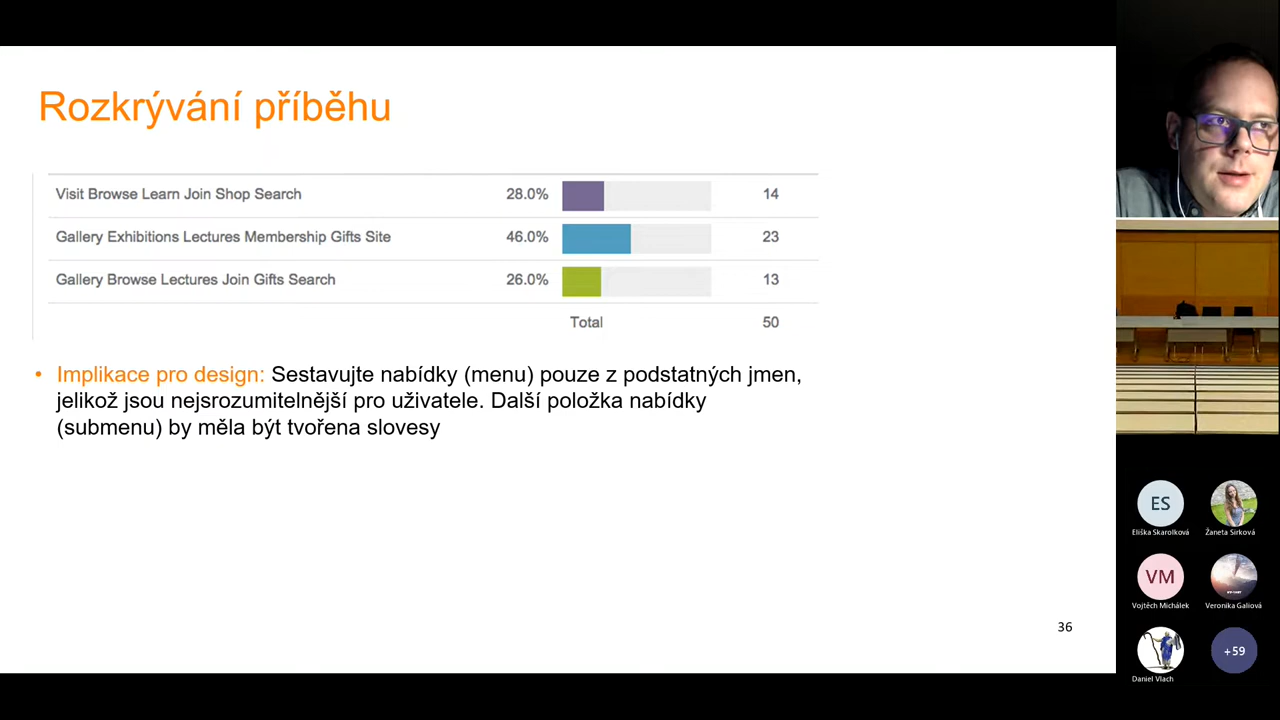 Rozkrývání příběhu
Visit Browse Learn Join Shop Search 28.0% 14
Gallery Exhibitions Lectures Membership Gifts Site 46.0% 23
Gallery Browse Lectures Join Gifts Search 26.0% 13
Total 50
• Implikace pro design: Sestavujte nabídky (menu) pouze z podstatných jmen,
jelikož jsou nejsrozumitelnější pro uživatele. Další položka nabídky
(submenu) by měla být tvořena slovesy
36
ES
Eliška Skarolková Žaneta Sirková
VM
Vojtěch Michálek Veronika Galiová
+59
Daniel Vlach